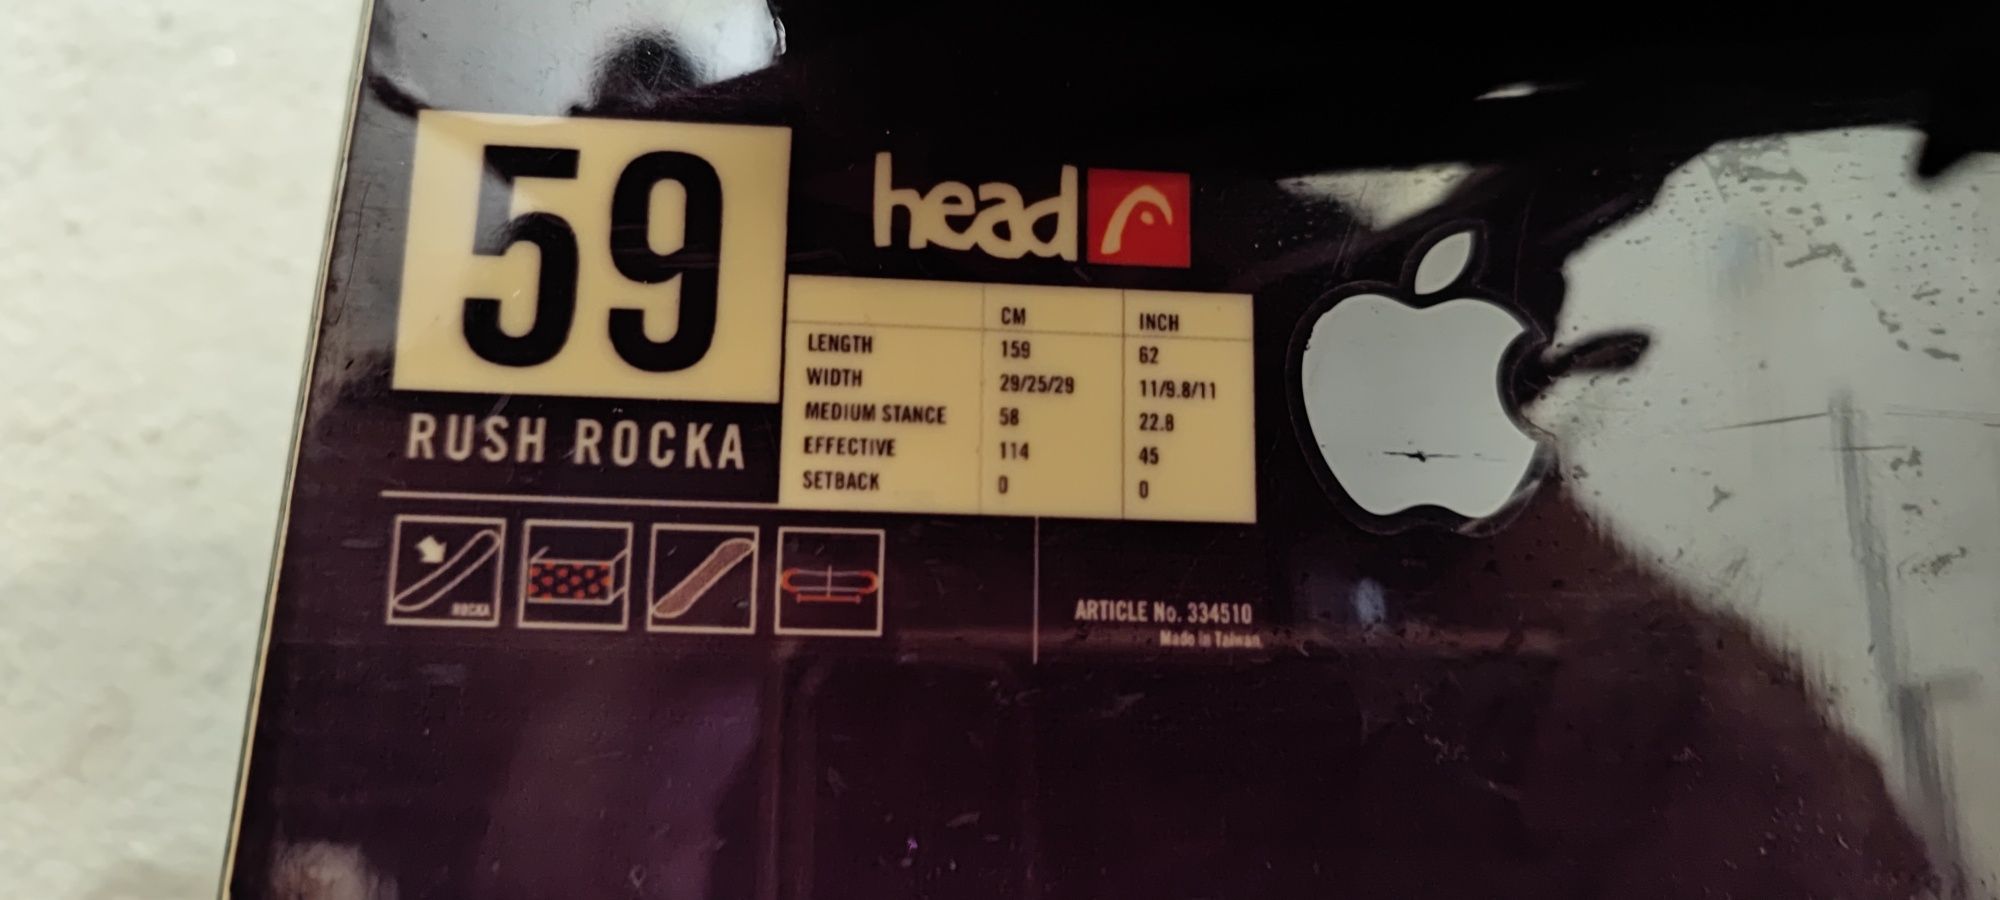 59
head
RUSH ROCKA
CM INCH
LENGTH 159 62
WIDTH 29/25/29 11/9.8/11
MEDIUM STANCE 58 22.8
EFFECTIVE 114 45
SETBACK 0 0
ROCKA
ARTICLE No. 334510
Made in Taiwan